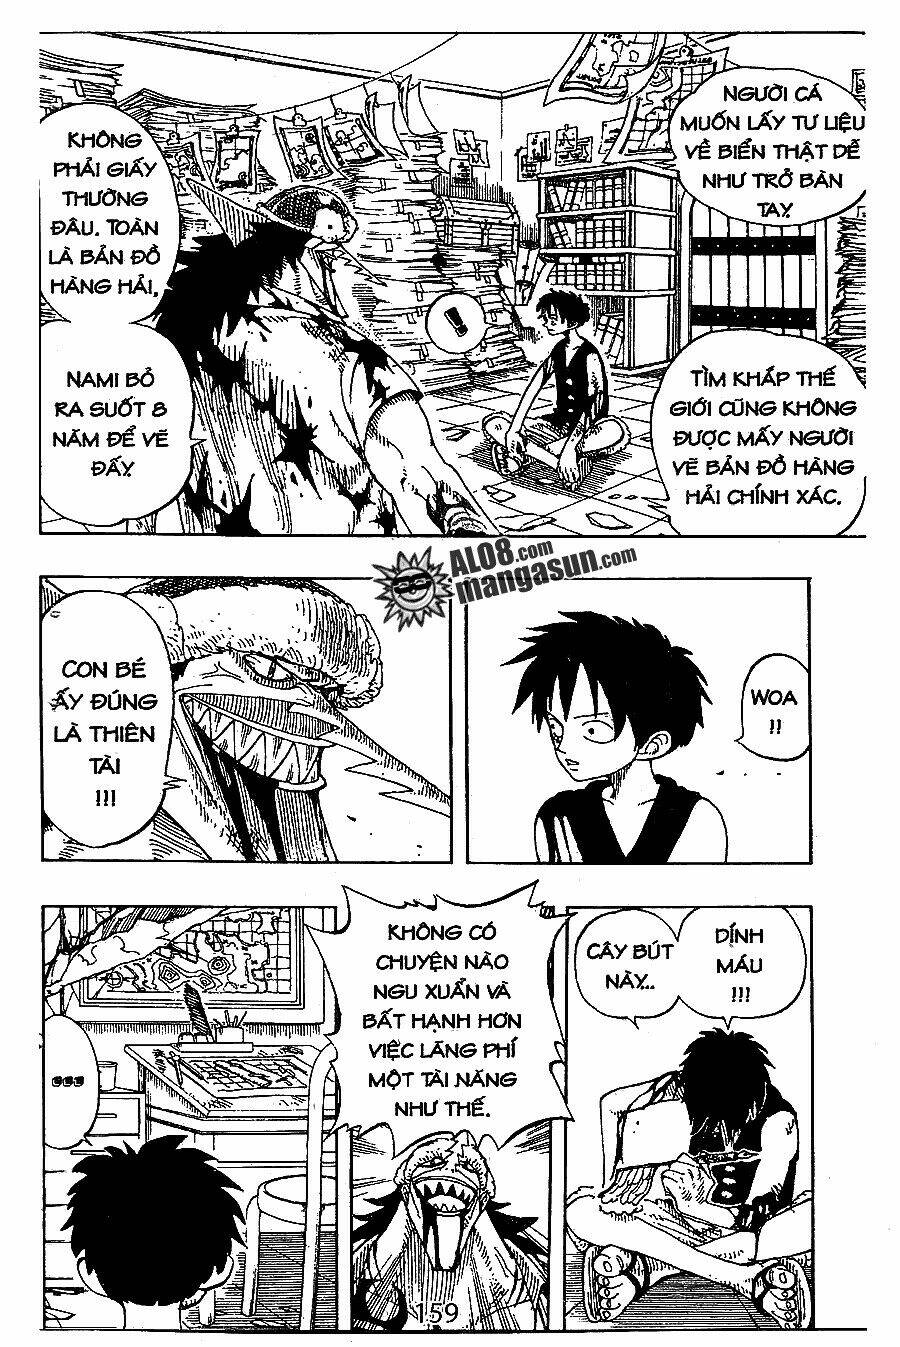 KHÔNG
PHẢI GIẤY
THƯỜNG
ĐÂU. TOÀN
LÀ BẢN ĐỒ
HÀNG HẢI.
NAMI BỎ
RA SUỐT 8
NĂM ĐỂ VẼ
ĐẤY.
!!
NGƯỜI CÁ
MUỐN LẤY TƯ LIỆU
VỀ BIỂN THẬT DỄ
NHƯ TRỞ BÀN
TAY.
TÌM KHẮP THẾ
GIỚI CŨNG KHÔNG
ĐƯỢC MẤY NGƯỜI
VẼ BẢN ĐỒ HÀNG
HẢI CHÍNH XÁC.
ALO8.com
mangasun.com
CON BÉ
ẤY ĐÚNG
LÀ THIÊN
TÀI
!!!
WOA
!!
KHÔNG CÓ
CHUYỆN NÀO
NGU XUẨN VÀ
BẤT HẠNH HƠN
VIỆC LÃNG PHÍ
MỘT TÀI NĂNG
NHƯ THẾ.
CÂY BÚT
NÀY...
DÍNH
MÁU
!!!
159